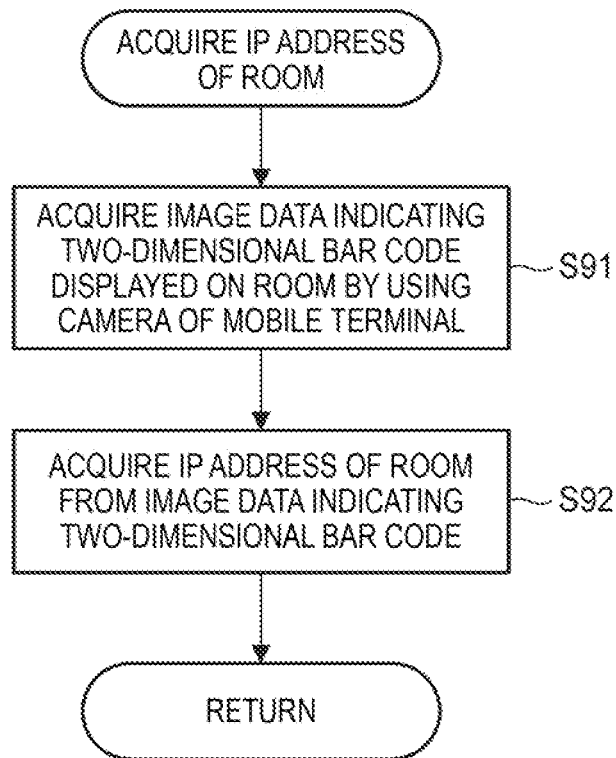 ACQUIRE IP ADDRESS
OF ROOM
ACQUIRE IMAGE DATA INDICATING
TWO-DIMENSIONAL BAR CODE
DISPLAYED ON ROOM BY USING
CAMERA OF MOBILE TERMINAL
S91
ACQUIRE IP ADDRESS OF ROOM
FROM IMAGE DATA INDICATING
TWO-DIMENSIONAL BAR CODE
S92
RETURN